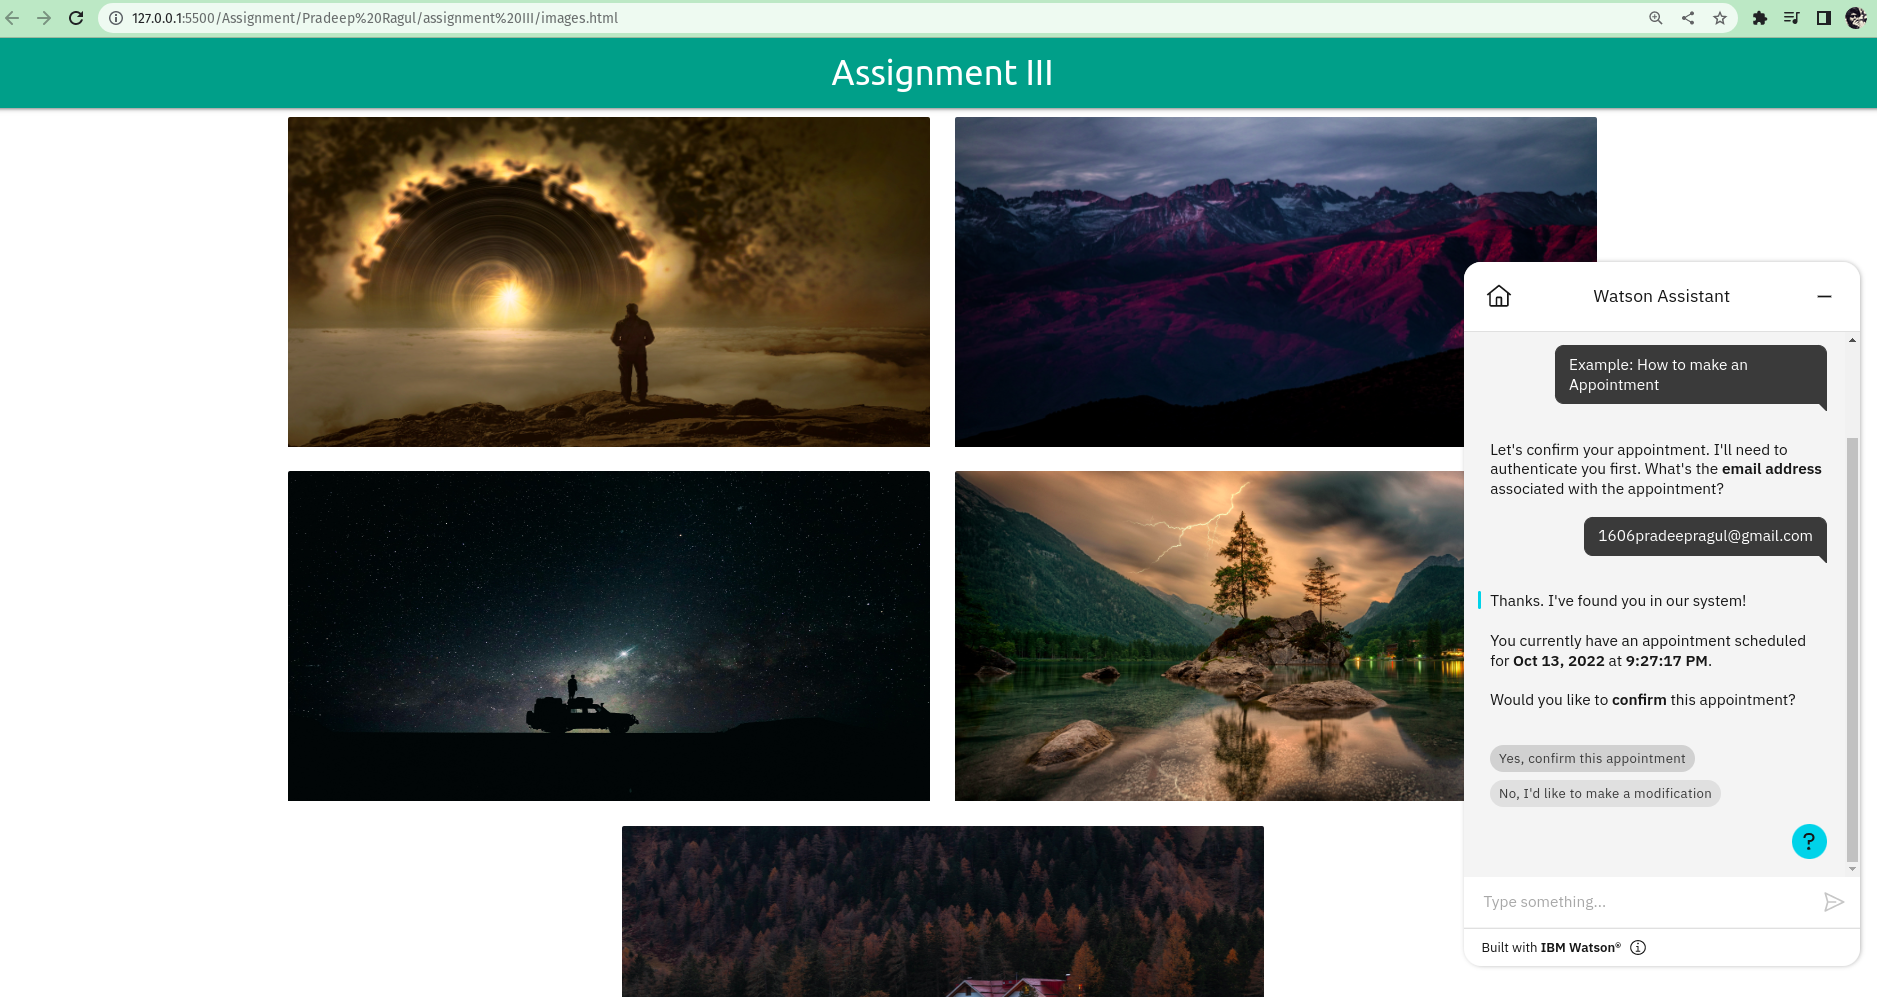 127.0.0.1:5500/Assignment/Pradeep%20Ragul/assignment%20III/images.html
Assignment III
Watson Assistant
Example: How to make an
Appointment
Let's confirm your appointment. I'll need to
authenticate you first. What's the email address
associated with the appointment?
1606pradeepragul@gmail.com
Thanks. I've found you in our system!
You currently have an appointment scheduled
for Oct 13, 2022 at 9:27:17 PM.
Would you like to confirm this appointment?
Yes, confirm this appointment
No, I'd like to make a modification
?
Type something...
Built with IBM Watson®